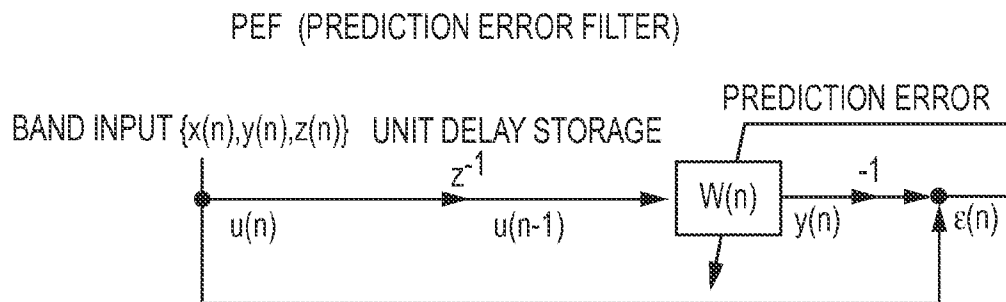 PEF (PREDICTION ERROR FILTER)
PREDICTION ERROR
BAND INPUT {x(n),y(n),z(n)} UNIT DELAY STORAGE
z⁻¹
W(n)
-1
u(n)
u(n-1)
y(n)
ε(n)